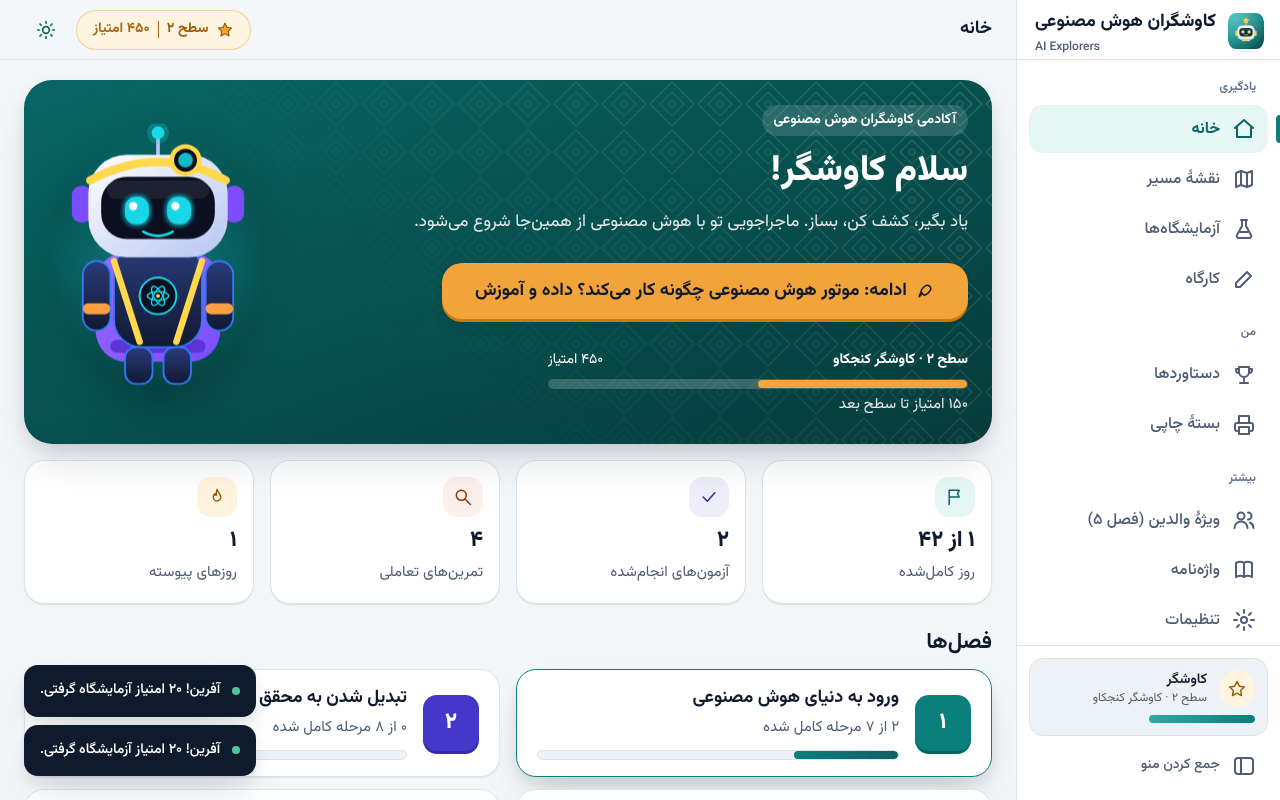 کاوشگران هوش مصنوعی
AI Explorers
یادگیری
خانه
نقشهٔ مسیر
آزمایشگاه‌ها
کارگاه
من
دستاوردها
بستهٔ چاپی
بیشتر
ویژهٔ والدین (فصل ۵)
واژه‌نامه
تنظیمات
کاوشگر
سطح ۲ · کاوشگر کنجکاو
جمع کردن منو
خانه
سطح ۲ | ۴۵۰ امتیاز
آکادمی کاوشگران هوش مصنوعی
سلام کاوشگر!
یاد بگیر، کشف کن، بساز. ماجراجویی تو با هوش مصنوعی از همین‌جا شروع می‌شود.
ادامه: موتور هوش مصنوعی چگونه کار می‌کند؟ داده و آموزش
سطح ۲ · کاوشگر کنجکاو
۴۵۰ امتیاز
۱۵۰ امتیاز تا سطح بعد
۱ از ۴۲
روز کامل‌شده
۲
آزمون‌های انجام‌شده
۴
تمرین‌های تعاملی
۱
روزهای پیوسته
فصل‌ها
۱
ورود به دنیای هوش مصنوعی
۲ از ۷ مرحله کامل شده
۲
تبدیل شدن به محقق
۰ از ۸ مرحله کامل شده
آفرین! ۲۰ امتیاز آزمایشگاه گرفتی.
آفرین! ۲۰ امتیاز آزمایشگاه گرفتی.